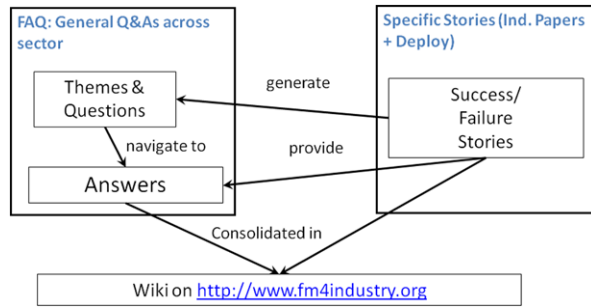 FAQ: General Q&As across
sector
Specific Stories (Ind. Papers
+ Deploy)
Themes &
Questions
generate
Success/
Failure
Stories
navigate to
provide
Answers
Consolidated in
Wiki on http://www.fm4industry.org